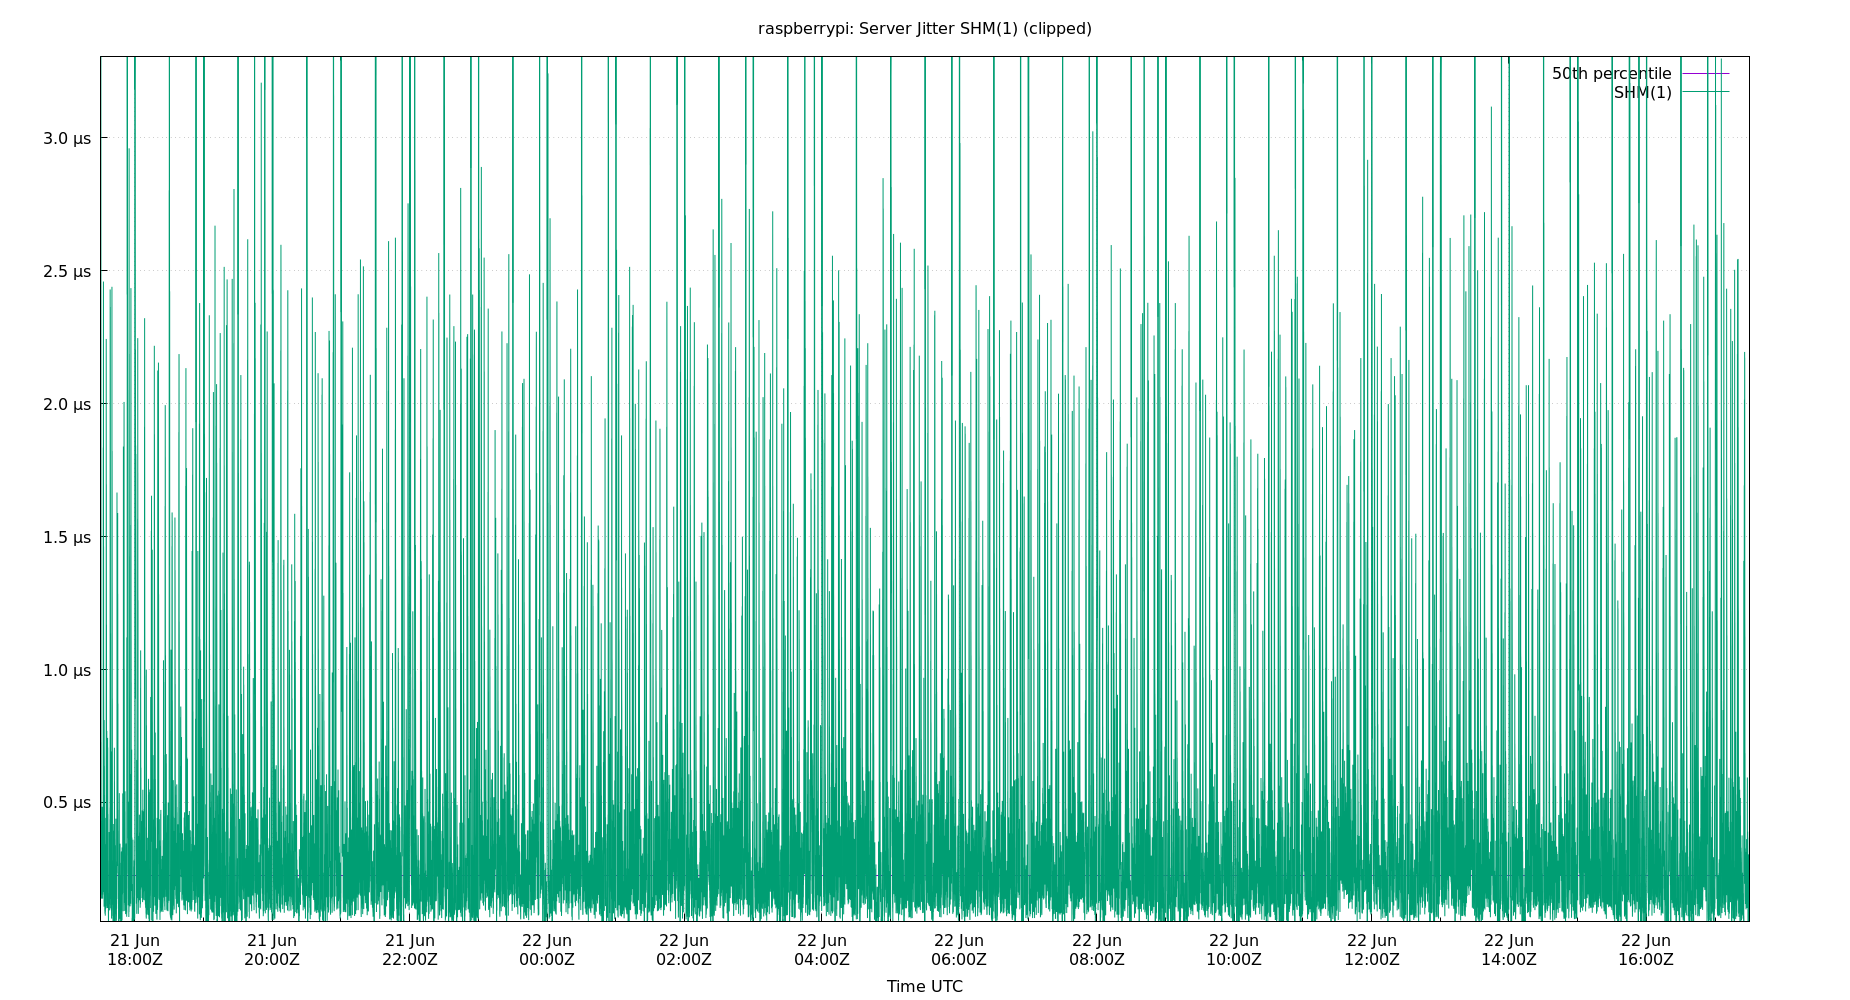 raspberrypi: Server Jitter SHM(1) (clipped)
50th percentile
SHM(1)
3.0 µs
2.5 µs
2.0 µs
1.5 µs
1.0 µs
0.5 µs
21 Jun 21 Jun 21 Jun 22 Jun 22 Jun 22 Jun 22 Jun 22 Jun 22 Jun 22 Jun 22 Jun 22 Jun
18:00Z 20:00Z 22:00Z 00:00Z 02:00Z 04:00Z 06:00Z 08:00Z 10:00Z 12:00Z 14:00Z 16:00Z
Time UTC